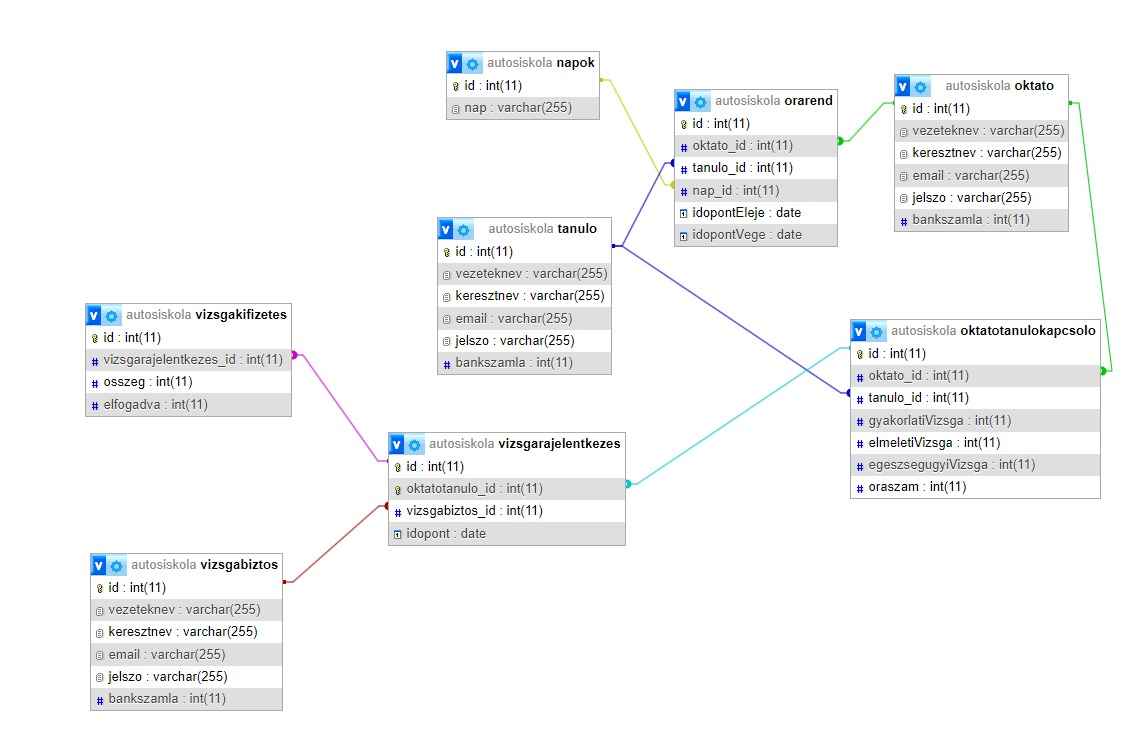 autosiskola napok
id : int(11)
nap : varchar(255)
autosiskola orarend
id : int(11)
oktato_id : int(11)
tanulo_id : int(11)
nap_id : int(11)
idopontEleje : date
idopontVege : date
autosiskola oktato
id : int(11)
vezeteknev : varchar(255)
keresztnev : varchar(255)
email : varchar(255)
jelszo : varchar(255)
bankszamla : int(11)
autosiskola tanulo
id : int(11)
vezeteknev : varchar(255)
keresztnev : varchar(255)
email : varchar(255)
jelszo : varchar(255)
bankszamla : int(11)
autosiskola vizsgakifizetes
id : int(11)
vizsgarajelentkezes_id : int(11)
osszeg : int(11)
elfogadva : int(11)
autosiskola oktatotanulokapcsolo
id : int(11)
oktato_id : int(11)
tanulo_id : int(11)
gyakorlatiVizsga : int(11)
elmeletiVizsga : int(11)
egeszsegugyiVizsga : int(11)
oraszam : int(11)
autosiskola vizsgarajelentkezes
id : int(11)
oktatotanulo_id : int(11)
vizsgabiztos_id : int(11)
idopont : date
autosiskola vizsgabiztos
id : int(11)
vezeteknev : varchar(255)
keresztnev : varchar(255)
email : varchar(255)
jelszo : varchar(255)
bankszamla : int(11)